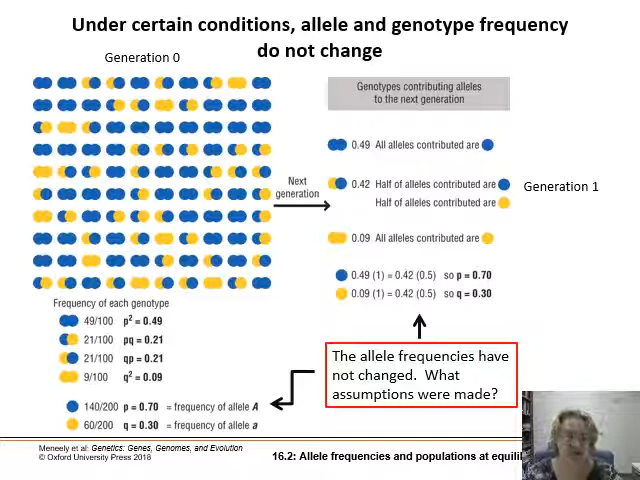 Under certain conditions, allele and genotype frequency
do not change
Generation 0
Genotypes contributing alleles
to the next generation
0.49 All alleles contributed are
Next
generation
0.42 Half of alleles contributed are
Half of alleles contributed are
Generation 1
0.09 All alleles contributed are
0.49 (1) = 0.42 (0.5) so p = 0.70
0.09 (1) = 0.42 (0.5) so q = 0.30
Frequency of each genotype
49/100 p² = 0.49
21/100 pq = 0.21
21/100 qp = 0.21
9/100 q² = 0.09
140/200 p = 0.70 = frequency of allele A
60/200 q = 0.30 = frequency of allele a
The allele frequencies have
not changed. What
assumptions were made?
Meneely et al: Genetics: Genes, Genomes, and Evolution
© Oxford University Press 2018
16.2: Allele frequencies and populations at equili